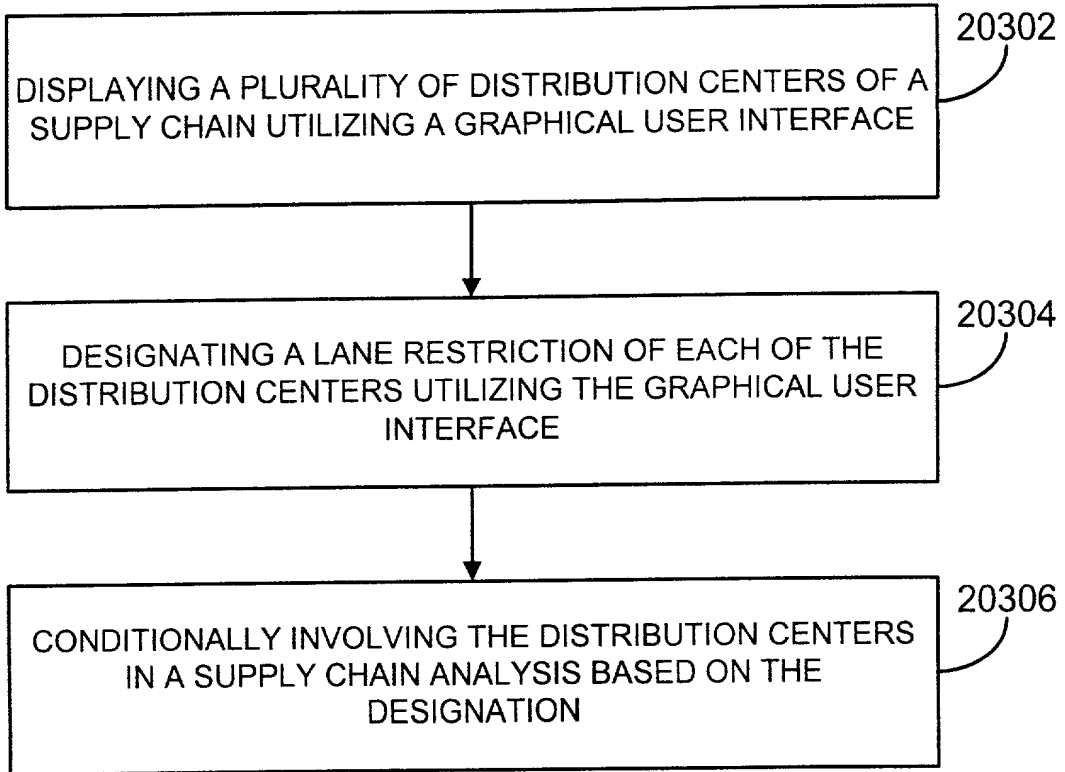 20302
DISPLAYING A PLURALITY OF DISTRIBUTION CENTERS OF A
SUPPLY CHAIN UTILIZING A GRAPHICAL USER INTERFACE
20304
DESIGNATING A LANE RESTRICTION OF EACH OF THE
DISTRIBUTION CENTERS UTILIZING THE GRAPHICAL USER
INTERFACE
20306
CONDITIONALLY INVOLVING THE DISTRIBUTION CENTERS
IN A SUPPLY CHAIN ANALYSIS BASED ON THE
DESIGNATION